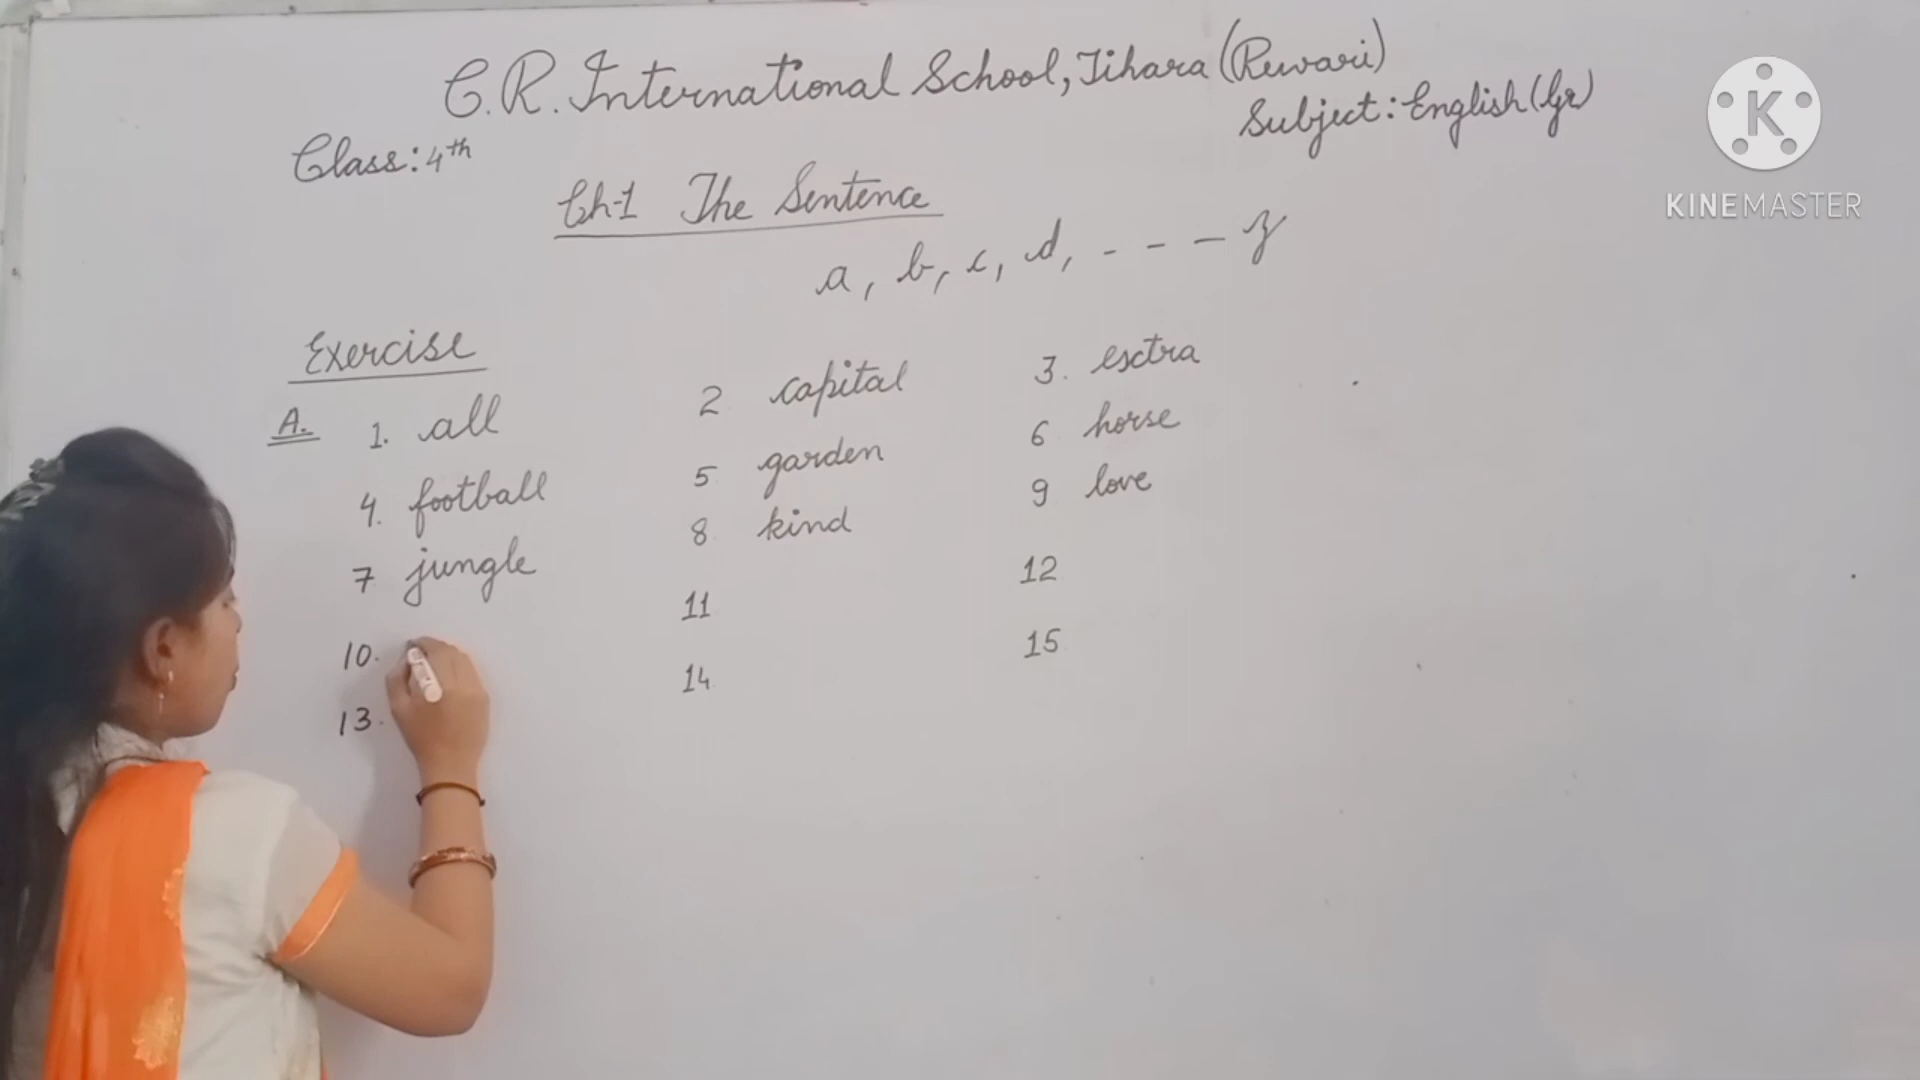 C.R. International School, Jihara (Rewari)
Subject: English (Gr)
Class: 4th
Ch-1 The Sentence
a, b, c, d, - - - z
Exercise
A. 1. all 2 capital 3. extra
4. football 5 garden 6 horse
7 jungle 8 kind 9 love
10. 11 12
13. 14 15
K
KINEMASTER